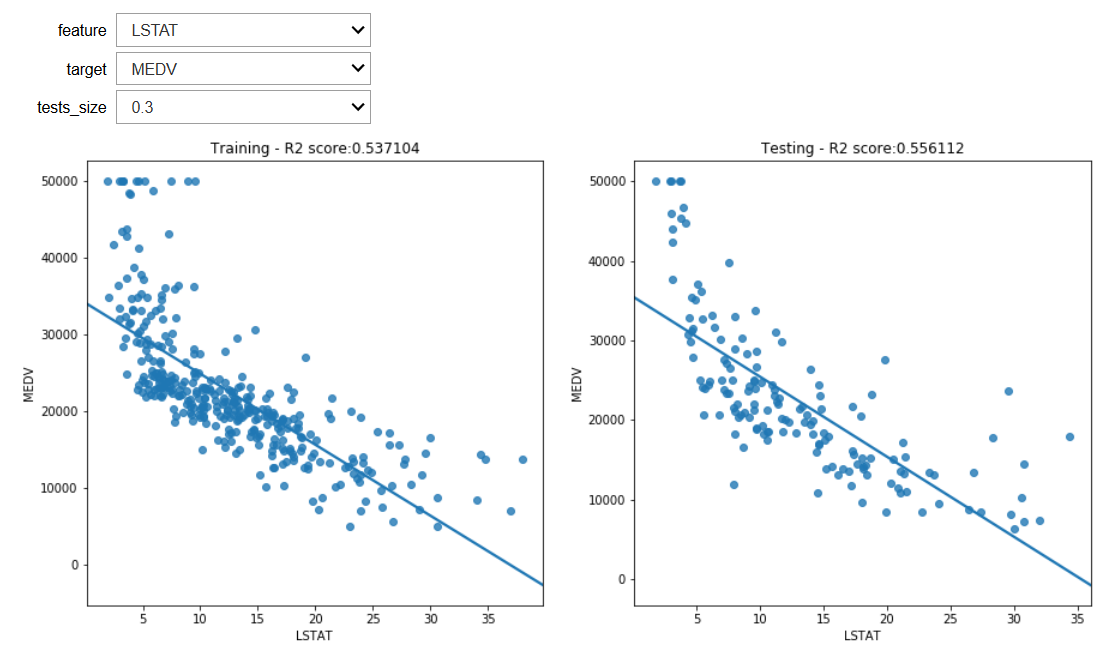 feature LSTAT
target MEDV
tests_size 0.3
Training - R2 score:0.537104
50000
40000
30000
20000
10000
0
MEDV
5 10 15 20 25 30 35
LSTAT
Testing - R2 score:0.556112
50000
40000
30000
20000
10000
0
MEDV
5 10 15 20 25 30 35
LSTAT